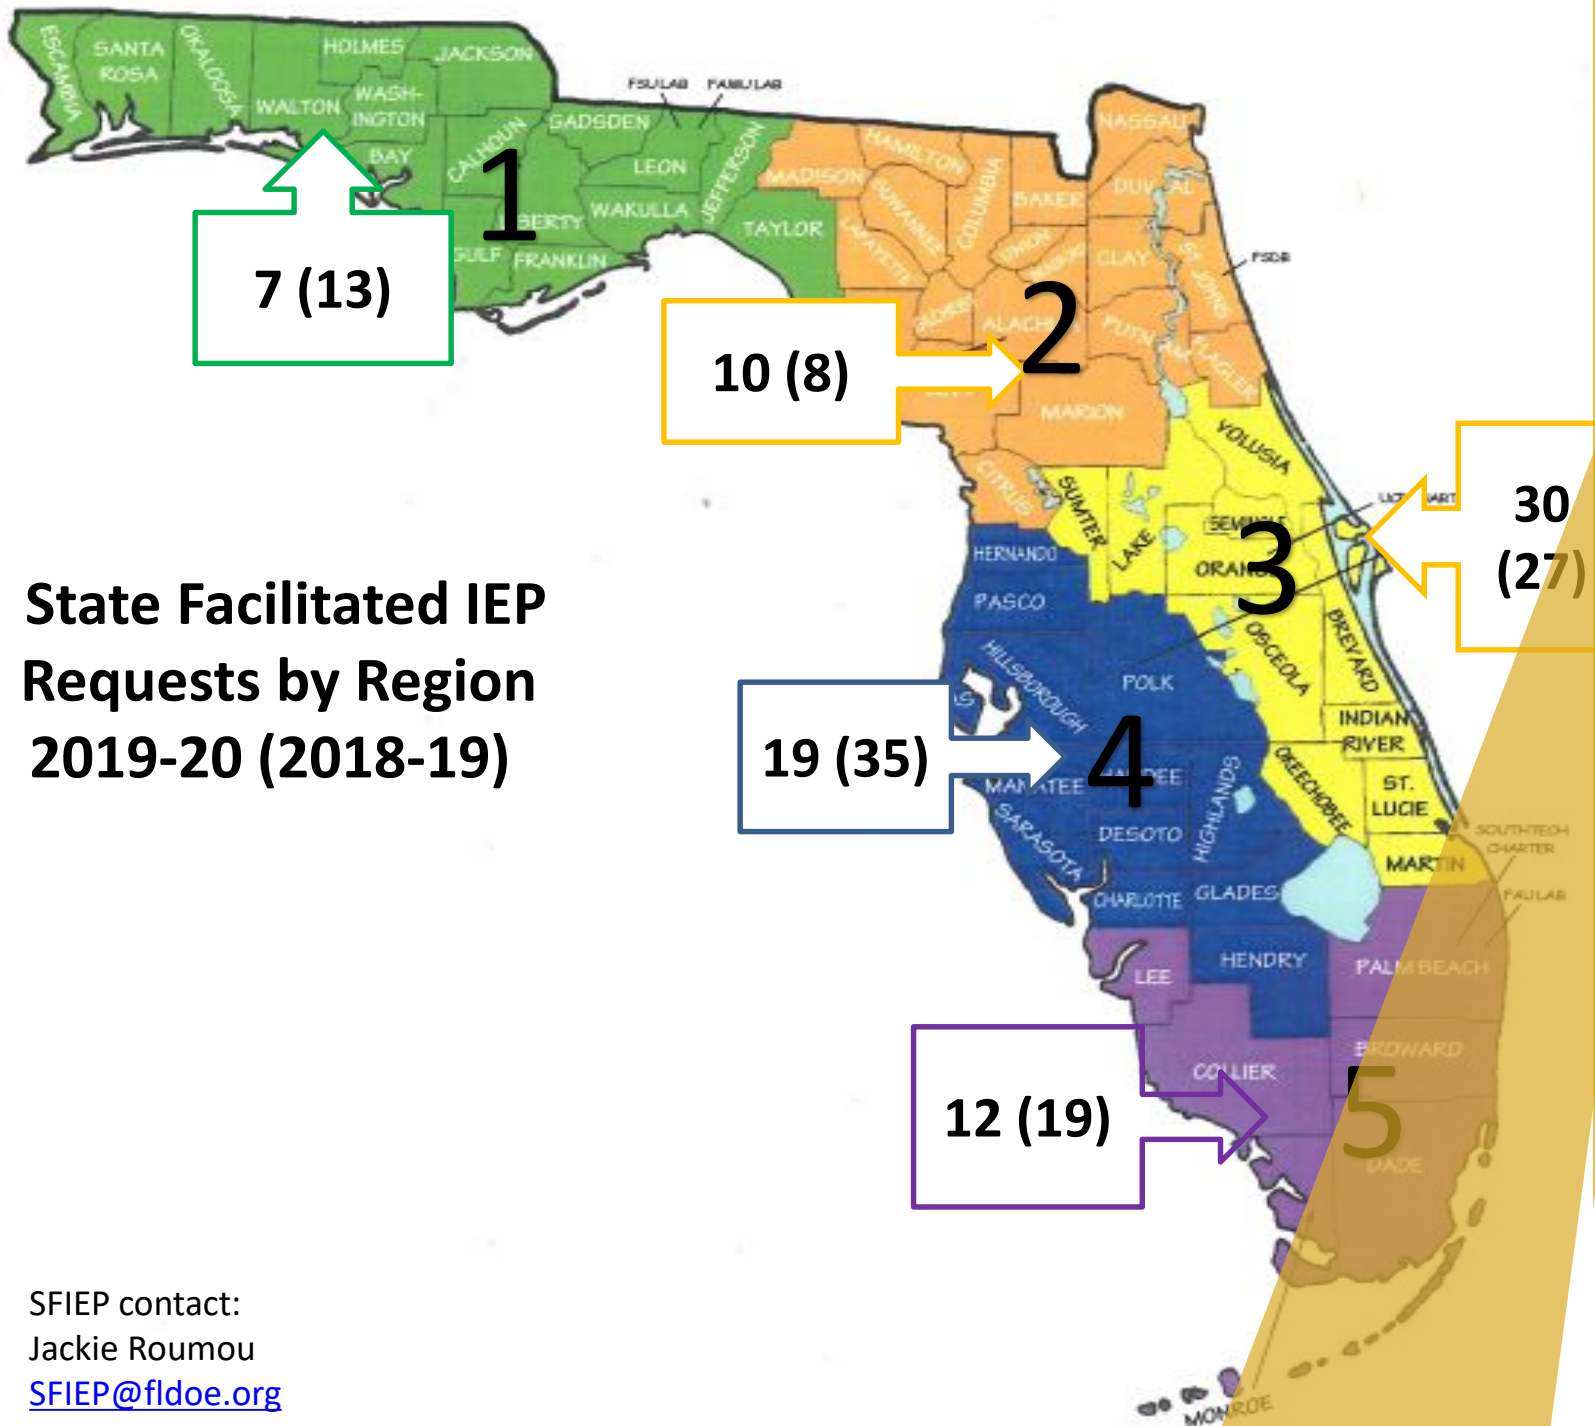 ESCAMBIA
SANTA
ROSA
OKALOOSA
HOLMES
JACKSON
WALTON
WASH-
INGTON
BAY
CALHOUN
GADSDEN
FSU LAB
FAMU LAB
LEON
JEFFERSON
WAKULLA
GULF
FRANKLIN
TAYLOR
1
7 (13)
MADISON
HAMILTON
SUWANNEE
COLUMBIA
LAFAYETTE
BAKER
NASSAU
UNION
CLAY
ST. JOHNS
FSDB
FLAGLER
MARION
CITRUS
2
10 (8)
VOLUSIA
SUMTER
LAKE
OSCEOLA
BREVARD
INDIAN
RIVER
OKEECHOBEE
ST.
LUCIE
MARTIN
3
30
(27)
State Facilitated IEP
Requests by Region
2019-20 (2018-19)
HERNANDO
PASCO
HILLSBOROUGH
POLK
SARASOTA
DESOTO
HIGHLANDS
CHARLOTTE
GLADES
HENDRY
4
19 (35)
SOUTHTECH
CHARTER
FAU LAB
LEE
PALM BEACH
COLLIER
BROWARD
DADE
MONROE
5
12 (19)
SFIEP contact:
Jackie Roumou
SFIEP@fldoe.org